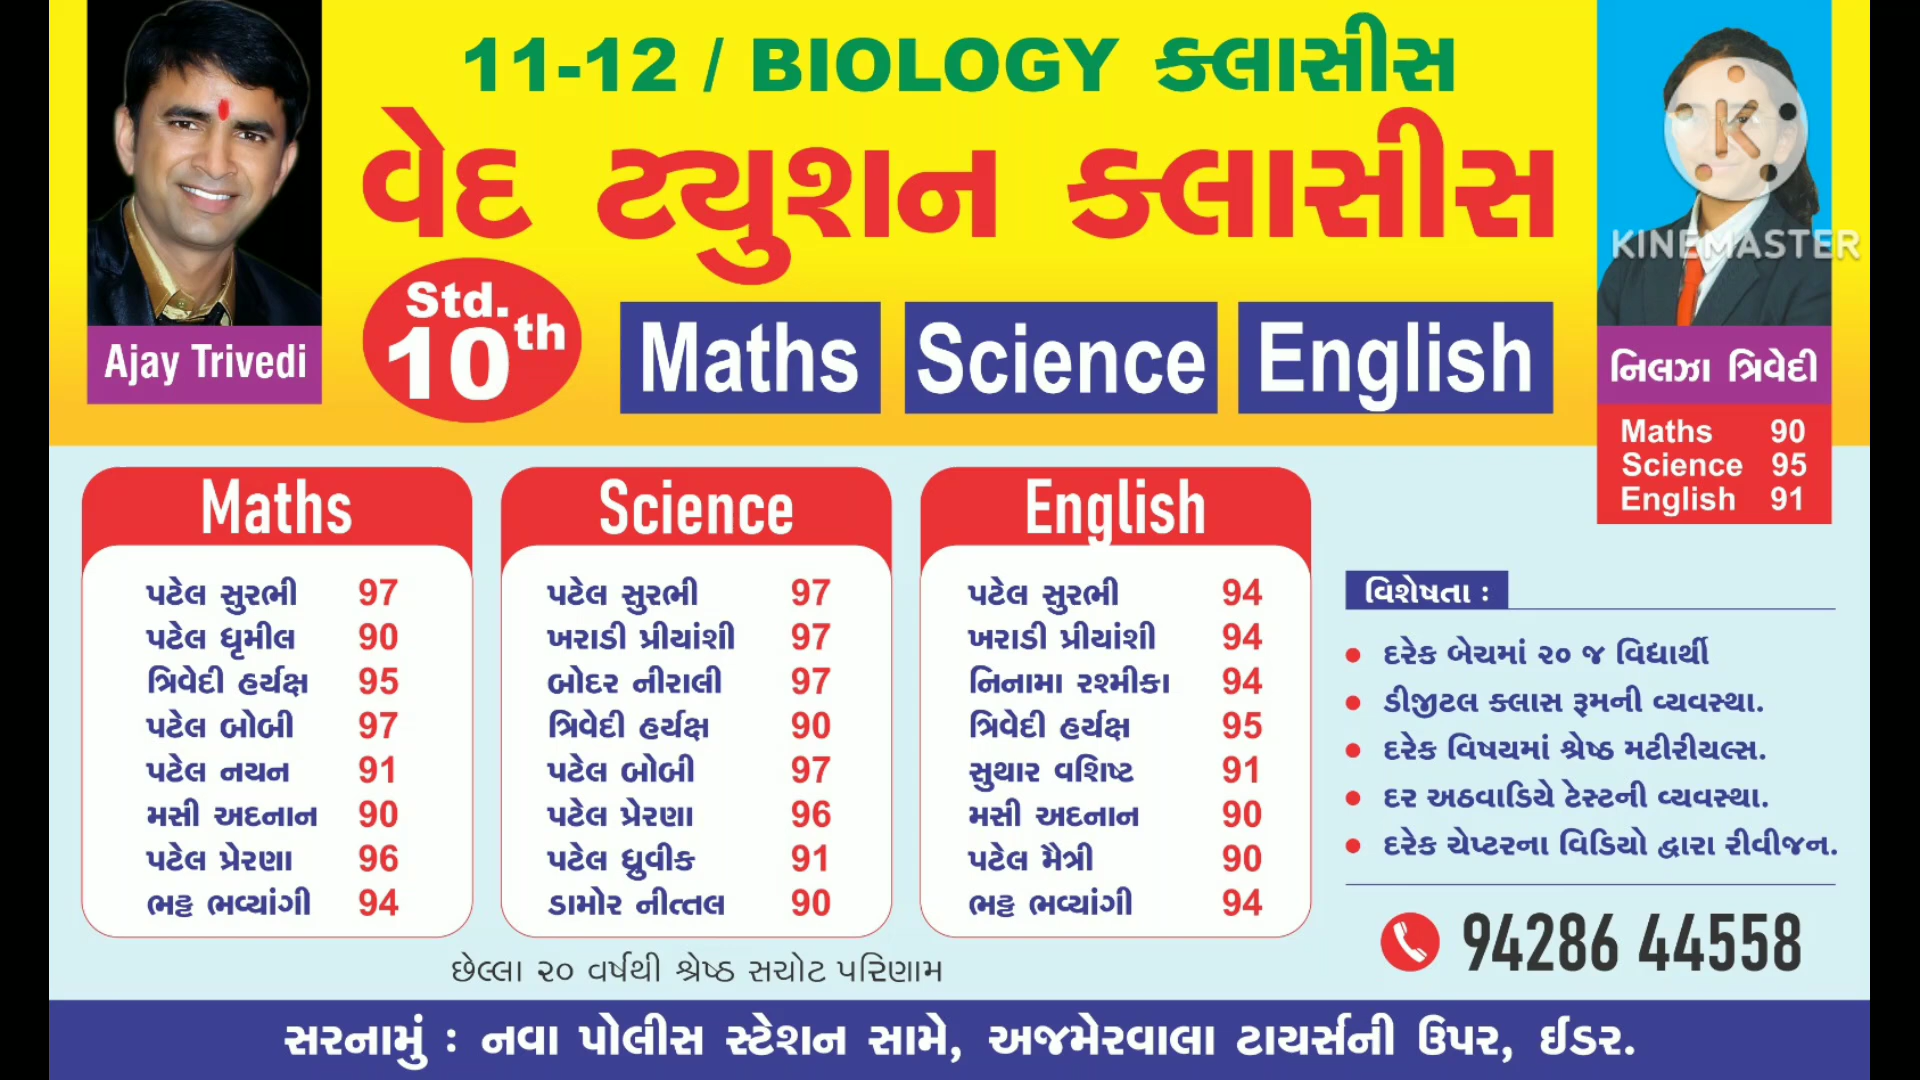 11-12 / BIOLOGY ક્લાસીસ
વેદ ટ્યુશન ક્લાસીસ
Std. 10th
Maths Science English
Ajay Trivedi
KINEMASTER
નિલઝા ત્રિવેદી
Maths 90
Science 95
English 91
Maths
પટેલ સુરભી 97
પટેલ ધૃમીલ 90
ત્રિવેદી હર્યક્ષ 95
પટેલ બોબી 97
પટેલ નયન 91
મસી અદનાન 90
પટેલ પ્રેરણા 96
ભટ્ટ ભવ્યાંગી 94
Science
પટેલ સુરભી 97
ખરાડી પ્રીયાંશી 97
બોદર નીરાલી 97
ત્રિવેદી હર્યક્ષ 90
પટેલ બોબી 97
પટેલ પ્રેરણા 96
પટેલ ધ્રુવીક 91
ડામોર નીત્તલ 90
English
પટેલ સુરભી 94
ખરાડી પ્રીયાંશી 94
નિનામા રશ્મીકા 94
ત્રિવેદી હર્યક્ષ 95
સુથાર વશિષ્ટ 91
મસી અદનાન 90
પટેલ મૈત્રી 90
ભટ્ટ ભવ્યાંગી 94
વિશેષતા :
• દરેક બેચમાં ૨૦ જ વિદ્યાર્થી
• ડીજીટલ ક્લાસ રૂમની વ્યવસ્થા.
• દરેક વિષયમાં શ્રેષ્ઠ મટીરીયલ્સ.
• દર અઠવાડિયે ટેસ્ટની વ્યવસ્થા.
• દરેક ચેપ્ટરના વિડિયો દ્વારા રીવીજન.
94286 44558
છેલ્લા ૨૦ વર્ષથી શ્રેષ્ઠ સચોટ પરિણામ
સરનામું : નવા પોલીસ સ્ટેશન સામે, અજમેરવાલા ટાયર્સની ઉપર, ઈડર.